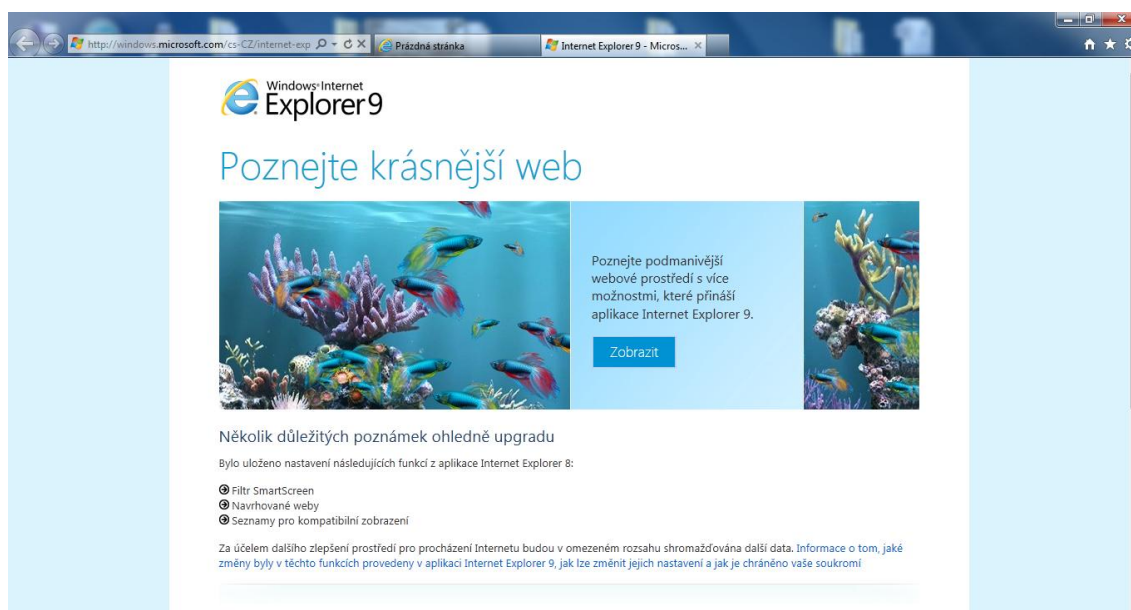 http://windows.microsoft.com/cs-CZ/internet-exp
Prázdná stránka
Internet Explorer 9 - Micros...
Windows Internet
Explorer 9
Poznejte krásnější web
Poznejte podmanivější
webové prostředí s více
možnostmi, které přináší
aplikace Internet Explorer 9.
Zobrazit
Několik důležitých poznámek ohledně upgradu
Bylo uloženo nastavení následujících funkcí z aplikace Internet Explorer 8:
Filtr SmartScreen
Navrhované weby
Seznamy pro kompatibilní zobrazení
Za účelem dalšího zlepšení prostředí pro procházení Internetu budou v omezeném rozsahu shromažďována další data. Informace o tom, jaké
změny byly v těchto funkcích provedeny v aplikaci Internet Explorer 9, jak lze změnit jejich nastavení a jak je chráněno vaše soukromí